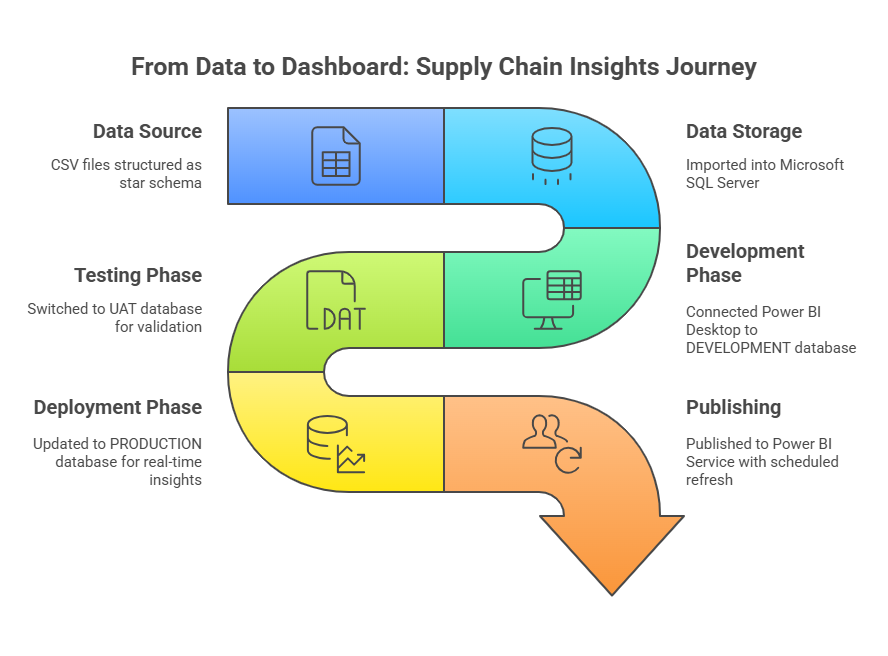 From Data to Dashboard: Supply Chain Insights Journey
Data Source
CSV files structured as
star schema
Data Storage
Imported into Microsoft
SQL Server
Development
Phase
Connected Power BI
Desktop to
DEVELOPMENT database
Testing Phase
Switched to UAT database
for validation
DAT
Deployment Phase
Updated to PRODUCTION
database for real-time
insights
Publishing
Published to Power BI
Service with scheduled
refresh